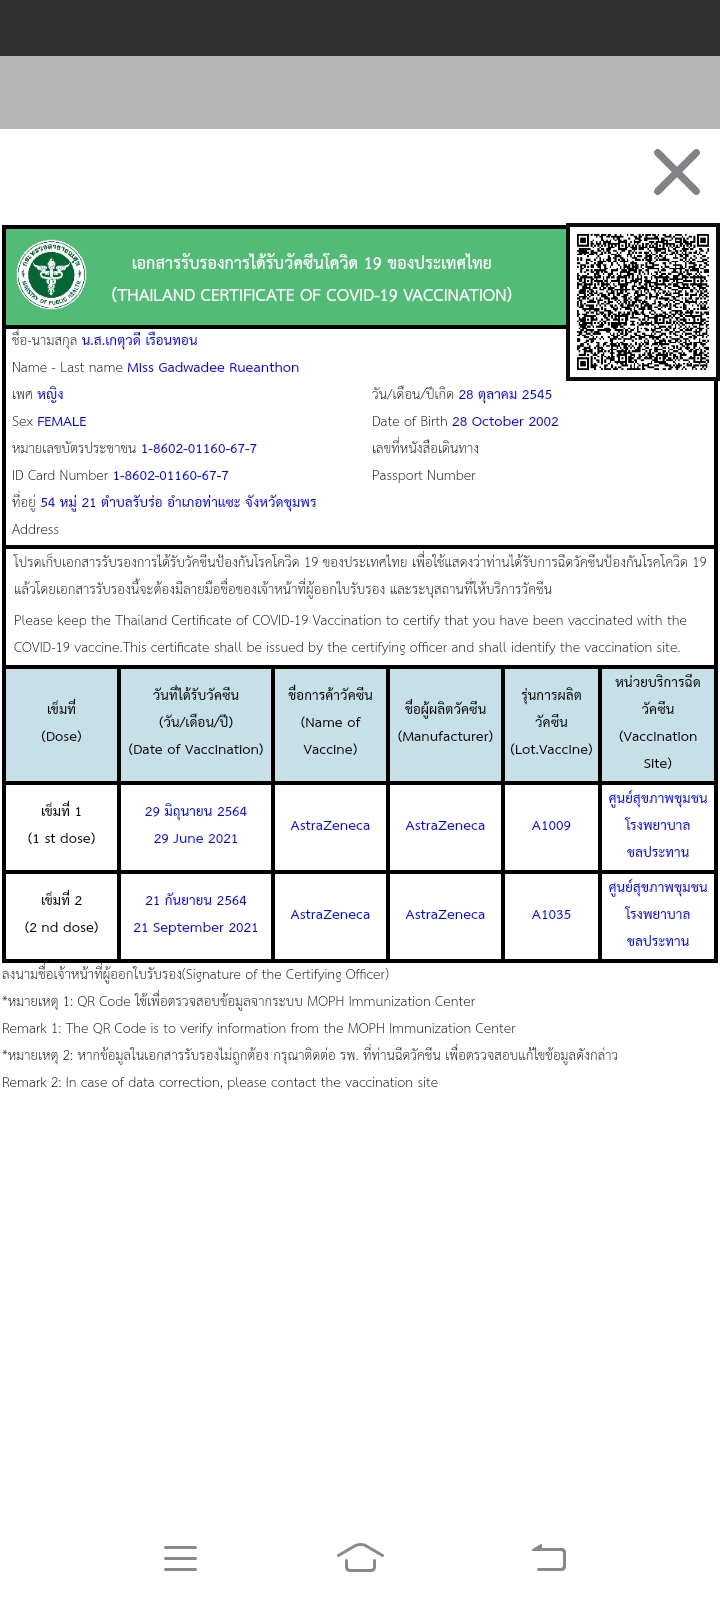 เอกสารรับรองการได้รับวัคซีนโควิด 19 ของประเทศไทย
(THAILAND CERTIFICATE OF COVID-19 VACCINATION)
ชื่อ-นามสกุล น.ส.เกตุวดี เรือนทอน
Name - Last name Miss Gadwadee Rueanthon
เพศ หญิง วัน/เดือน/ปีเกิด 28 ตุลาคม 2545
Sex FEMALE Date of Birth 28 October 2002
หมายเลขบัตรประชาชน 1-8602-01160-67-7 เลขที่หนังสือเดินทาง
ID Card Number 1-8602-01160-67-7 Passport Number
ที่อยู่ 54 หมู่ 21 ตำบลรับร่อ อำเภอท่าแซะ จังหวัดชุมพร
Address
โปรดเก็บเอกสารรับรองการได้รับวัคซีนป้องกันโรคโควิด 19 ของประเทศไทย เพื่อใช้แสดงว่าท่านได้รับการฉีดวัคซีนป้องกันโรคโควิด 19
แล้วโดยเอกสารรับรองนี้จะต้องมีลายมือชื่อของเจ้าหน้าที่ผู้ออกใบรับรอง และระบุสถานที่ให้บริการวัคซีน
Please keep the Thailand Certificate of COVID-19 Vaccination to certify that you have been vaccinated with the
COVID-19 vaccine.This certificate shall be issued by the certifying officer and shall identify the vaccination site.
เข็มที่
(Dose)
วันที่ได้รับวัคซีน
(วัน/เดือน/ปี)
(Date of Vaccination)
ชื่อการค้าวัคซีน
(Name of
Vaccine)
ชื่อผู้ผลิตวัคซีน
(Manufacturer)
รุ่นการผลิต
วัคซีน
(Lot.Vaccine)
หน่วยบริการฉีด
วัคซีน
(Vaccination
Site)
เข็มที่ 1
(1 st dose)
29 มิถุนายน 2564
29 June 2021
AstraZeneca
AstraZeneca
A1009
ศูนย์สุขภาพชุมชน
โรงพยาบาล
ชลประทาน
เข็มที่ 2
(2 nd dose)
21 กันยายน 2564
21 September 2021
AstraZeneca
AstraZeneca
A1035
ศูนย์สุขภาพชุมชน
โรงพยาบาล
ชลประทาน
ลงนามชื่อเจ้าหน้าที่ผู้ออกใบรับรอง(Signature of the Certifying Officer)
*หมายเหตุ 1: QR Code ใช้เพื่อตรวจสอบข้อมูลจากระบบ MOPH Immunization Center
Remark 1: The QR Code is to verify information from the MOPH Immunization Center
*หมายเหตุ 2: หากข้อมูลในเอกสารรับรองไม่ถูกต้อง กรุณาติดต่อ รพ. ที่ท่านฉีดวัคซีน เพื่อตรวจสอบแก้ไขข้อมูลดังกล่าว
Remark 2: In case of data correction, please contact the vaccination site